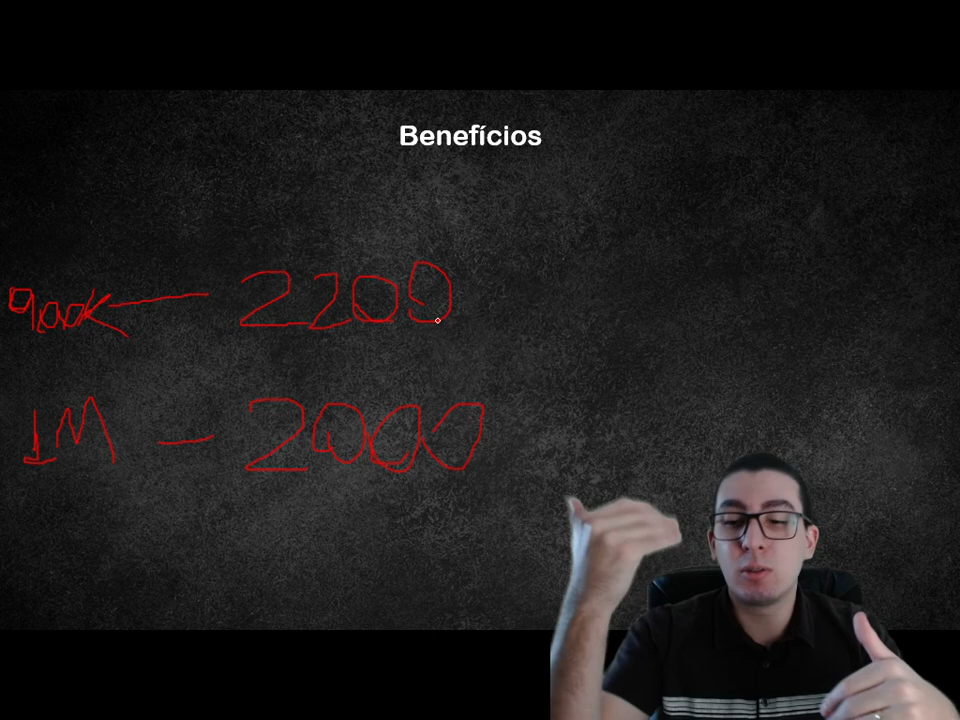 Benefícios
900K — 2200
1M — 2000